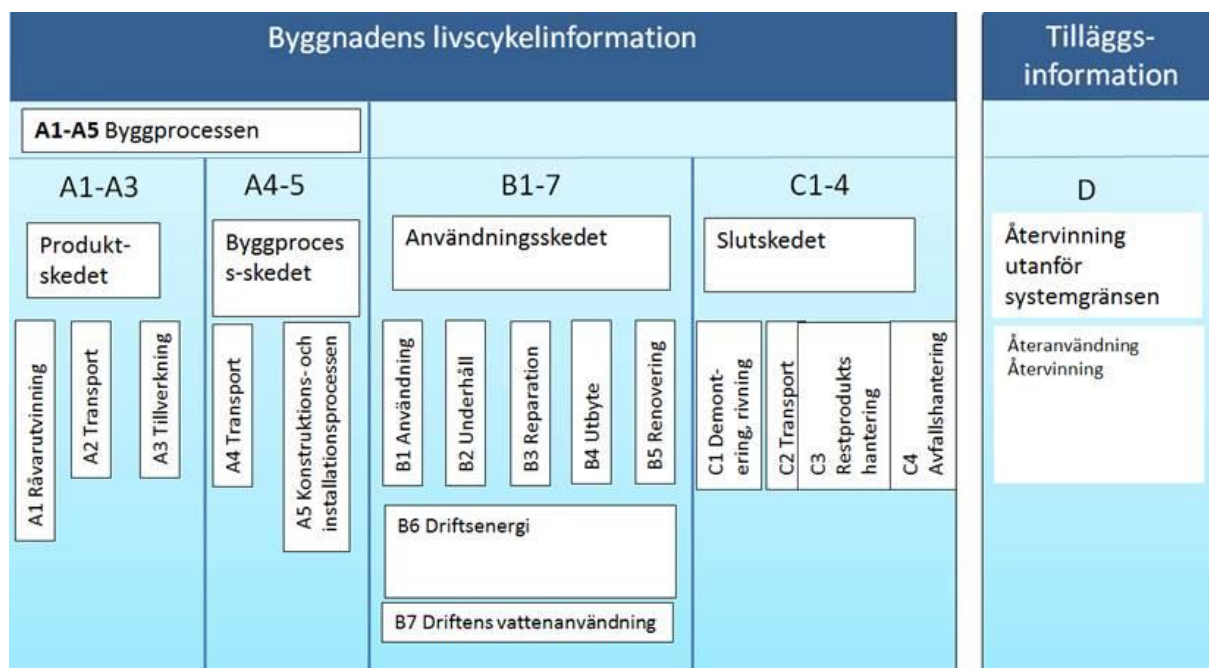 Byggnadens livscykelinformation
Tilläggs-
information
A1-A5 Byggprocessen
A1-A3
A4-5
B1-7
C1-4
D
Produkt-
skedet
Byggproces
s-skedet
Användningsskedet
Slutskedet
Återvinning
utanför
systemgränsen
A1 Råvarutvinning
A2 Transport
A3 Tillverkning
A4 Transport
A5 Konstruktions- och
installationsprocessen
B1 Användning
B2 Underhåll
B3 Reparation
B4 Utbyte
B5 Renovering
B6 Driftsenergi
B7 Driftens vattenanvändning
C1 Demont-
ering, rivning
C2 Transport
C3
Restprodukts
hantering
C4
Avfallshantering
Återanvändning
Återvinning